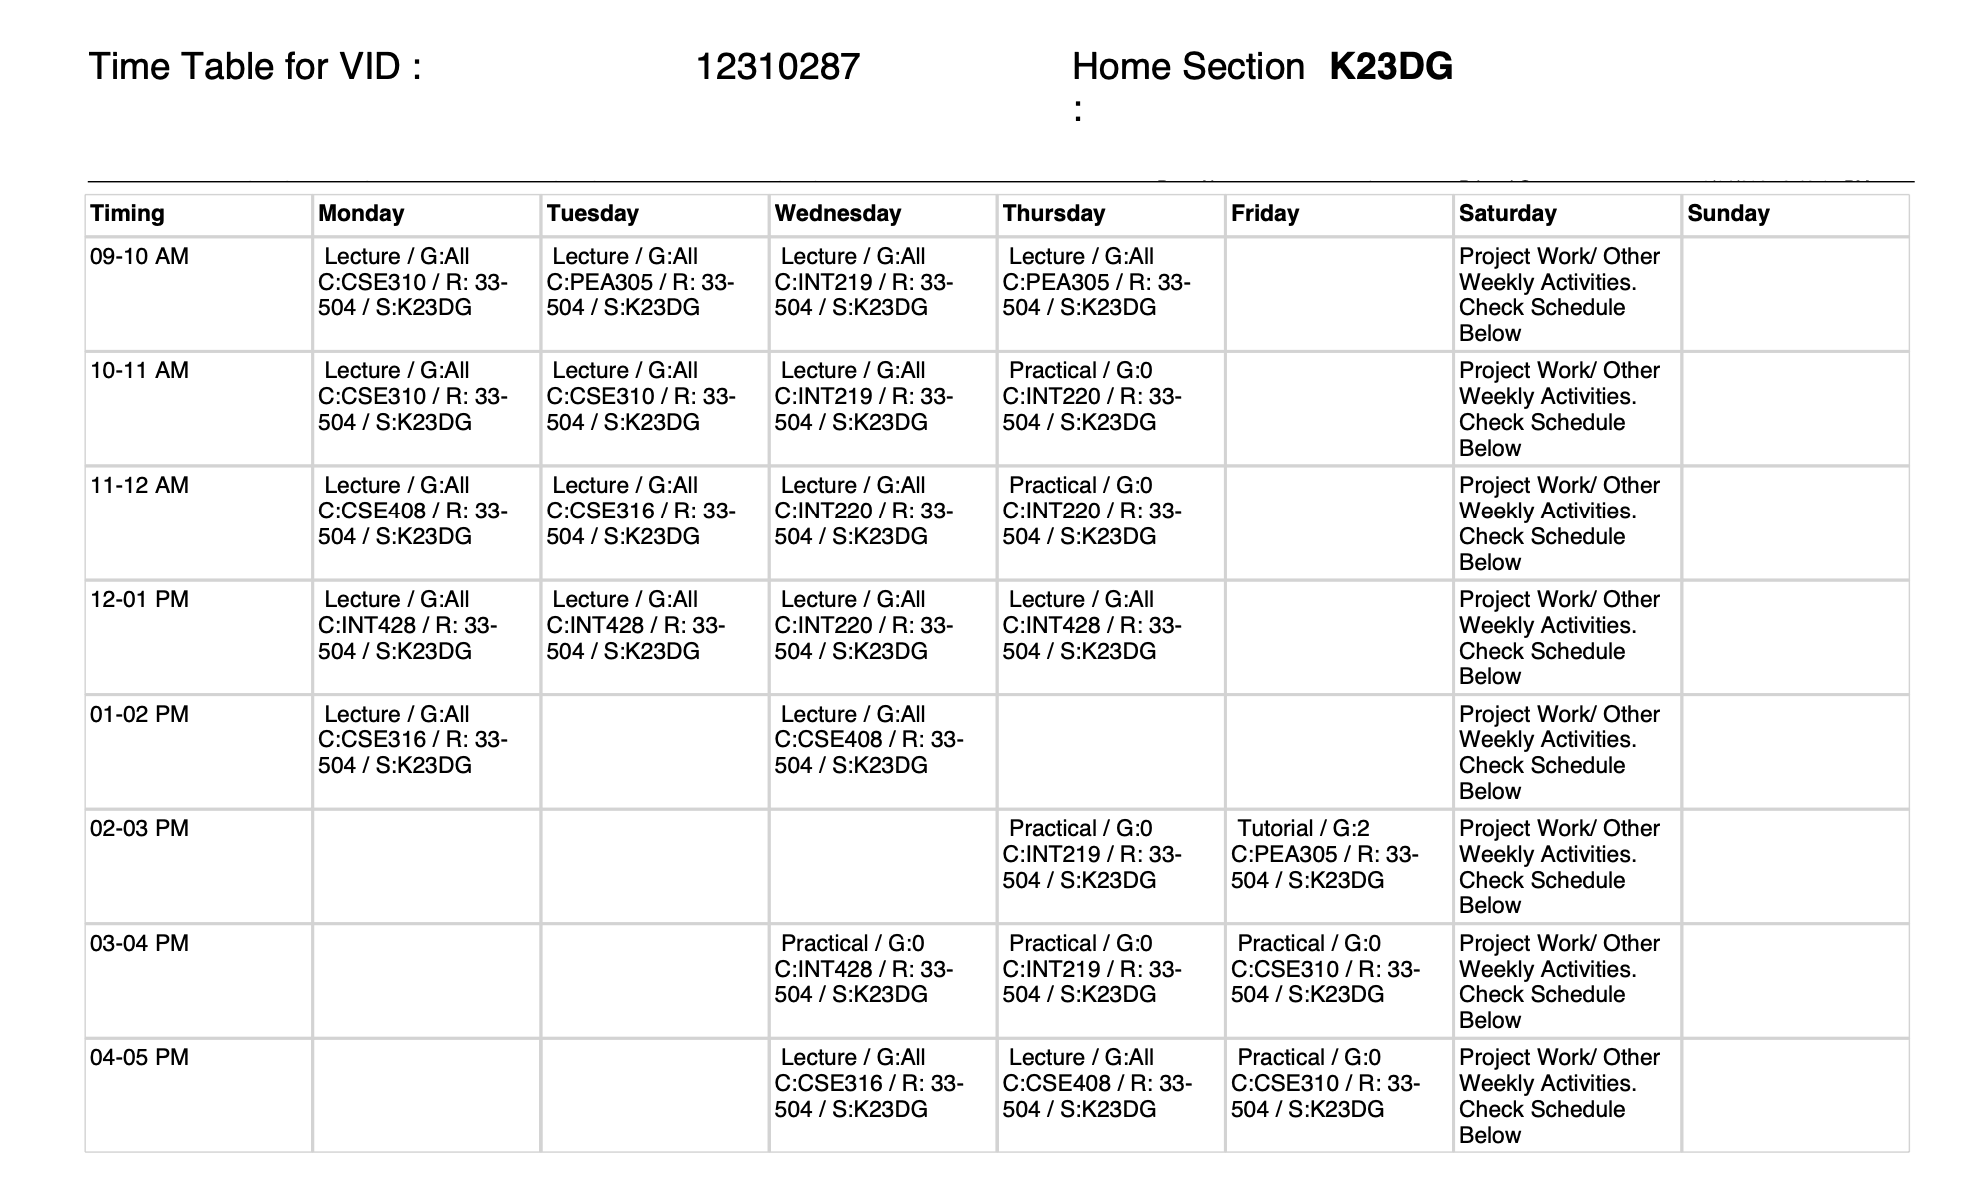 Time Table for VID : 12310287 Home Section K23DG
:
Timing Monday Tuesday Wednesday Thursday Friday Saturday Sunday
09-10 AM Lecture / G:All Lecture / G:All Lecture / G:All Lecture / G:All Project Work/ Other
C:CSE310 / R: 33- C:PEA305 / R: 33- C:INT219 / R: 33- C:PEA305 / R: 33- Weekly Activities.
504 / S:K23DG 504 / S:K23DG 504 / S:K23DG 504 / S:K23DG Check Schedule
Below
10-11 AM Lecture / G:All Lecture / G:All Lecture / G:All Practical / G:0 Project Work/ Other
C:CSE310 / R: 33- C:CSE310 / R: 33- C:INT219 / R: 33- C:INT220 / R: 33- Weekly Activities.
504 / S:K23DG 504 / S:K23DG 504 / S:K23DG 504 / S:K23DG Check Schedule
Below
11-12 AM Lecture / G:All Lecture / G:All Lecture / G:All Practical / G:0 Project Work/ Other
C:CSE408 / R: 33- C:CSE316 / R: 33- C:INT220 / R: 33- C:INT220 / R: 33- Weekly Activities.
504 / S:K23DG 504 / S:K23DG 504 / S:K23DG 504 / S:K23DG Check Schedule
Below
12-01 PM Lecture / G:All Lecture / G:All Lecture / G:All Lecture / G:All Project Work/ Other
C:INT428 / R: 33- C:INT428 / R: 33- C:INT220 / R: 33- C:INT428 / R: 33- Weekly Activities.
504 / S:K23DG 504 / S:K23DG 504 / S:K23DG 504 / S:K23DG Check Schedule
Below
01-02 PM Lecture / G:All Lecture / G:All Project Work/ Other
C:CSE316 / R: 33- C:CSE408 / R: 33- Weekly Activities.
504 / S:K23DG 504 / S:K23DG Check Schedule
Below
02-03 PM Practical / G:0 Tutorial / G:2 Project Work/ Other
C:INT219 / R: 33- C:PEA305 / R: 33- Weekly Activities.
504 / S:K23DG 504 / S:K23DG Check Schedule
Below
03-04 PM Practical / G:0 Practical / G:0 Practical / G:0 Project Work/ Other
C:INT428 / R: 33- C:INT219 / R: 33- C:CSE310 / R: 33- Weekly Activities.
504 / S:K23DG 504 / S:K23DG 504 / S:K23DG Check Schedule
Below
04-05 PM Lecture / G:All Lecture / G:All Practical / G:0 Project Work/ Other
C:CSE316 / R: 33- C:CSE408 / R: 33- C:CSE310 / R: 33- Weekly Activities.
504 / S:K23DG 504 / S:K23DG 504 / S:K23DG Check Schedule
Below